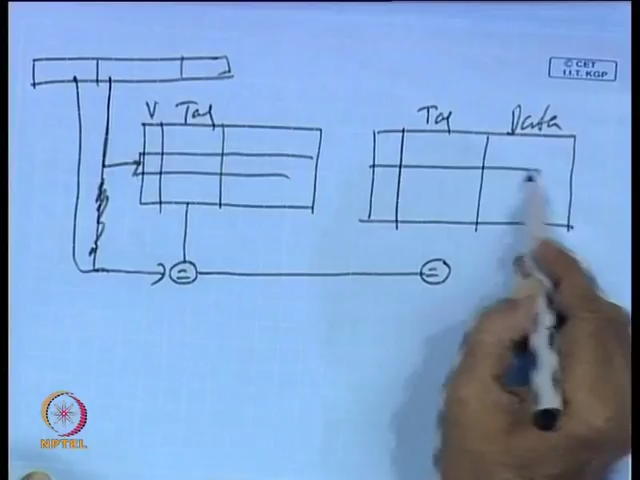 © CET
I.I.T. KGP
V Tag
Tag Data
=
=
NPTEL